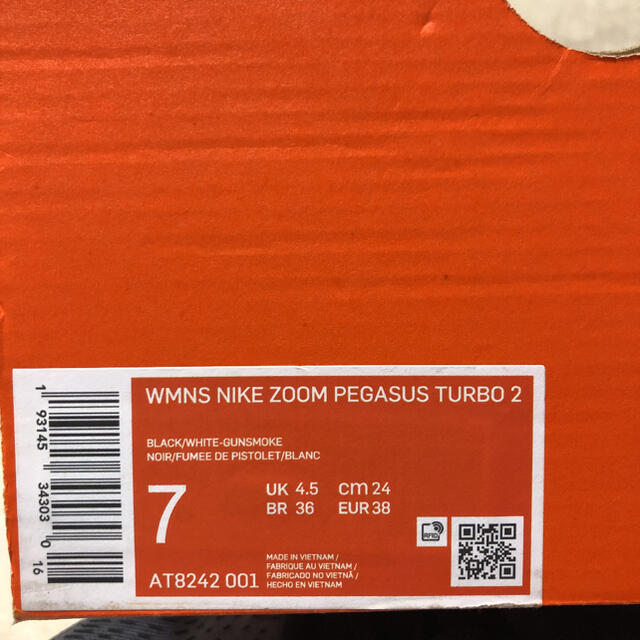 WMNS NIKE ZOOM PEGASUS TURBO 2
BLACK/WHITE-GUNSMOKE
NOIR/FUMEE DE PISTOLET/BLANC
7
UK 4.5 cm 24
BR 36 EUR 38
AT8242 001
MADE IN VIETNAM /
FABRIQUE AU VIETNAM /
FABRICADO NO VIETNÃ /
HECHO EN VIETNAM
RFID
1 93145 34303 0 16